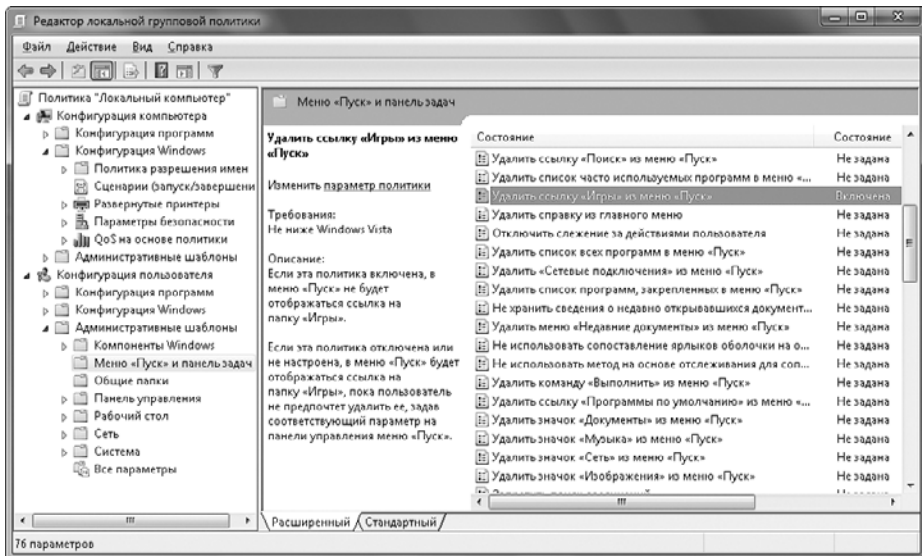 Редактор локальной групповой политики
Файл Действие Вид Справка
Политика "Локальный компьютер"
Конфигурация компьютера
Конфигурация программ
Конфигурация Windows
Политика разрешения имен
Сценарии (запуск/завершени
Развернутые принтеры
Параметры безопасности
QoS на основе политики
Административные шаблоны
Конфигурация пользователя
Конфигурация программ
Конфигурация Windows
Административные шаблоны
Компоненты Windows
Меню «Пуск» и панель задач
Общие папки
Панель управления
Рабочий стол
Сеть
Система
Все параметры
Меню «Пуск» и панель задач
Удалить ссылку «Игры» из меню
«Пуск»
Изменить параметр политики
Требования:
Не ниже Windows Vista
Описание:
Если эта политика включена, в
меню «Пуск» не будет
отображаться ссылка на
папку «Игры».
Если эта политика отключена или
не настроена, в меню «Пуск» будет
отображаться ссылка на
папку «Игры», пока пользователь
не предпочтет удалить ее, задав
соответствующий параметр на
панели управления меню «Пуск».
Состояние Состояние
Удалить ссылку «Поиск» из меню «Пуск» Не задана
Удалить список часто используемых программ в меню «... Не задана
Удалить ссылку «Игры» из меню «Пуск» Включена
Удалить справку из главного меню Не задана
Отключить слежение за действиями пользователя Не задана
Удалить список всех программ в меню «Пуск» Не задана
Удалить «Сетевые подключения» из меню «Пуск» Не задана
Удалить список программ, закрепленных в меню «Пуск» Не задана
Не хранить сведения о недавно открывавшихся документ... Не задана
Удалить меню «Недавние документы» из меню «Пуск» Не задана
Не использовать сопоставление ярлыков оболочки на о... Не задана
Не использовать метод на основе отслеживания для соп... Не задана
Удалить команду «Выполнить» из меню «Пуск» Не задана
Удалить ссылку «Программы по умолчанию» из меню «... Не задана
Удалить значок «Документы» из меню «Пуск» Не задана
Удалить значок «Музыка» из меню «Пуск» Не задана
Удалить значок «Сеть» из меню «Пуск» Не задана
Удалить значок «Изображения» из меню «Пуск» Не задана
Расширенный Стандартный
76 параметров